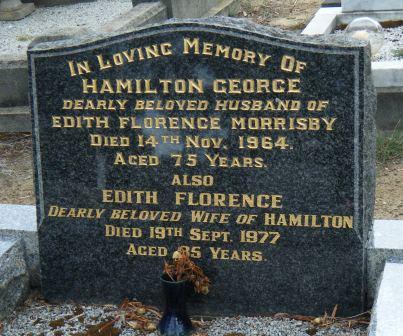 IN LOVING MEMORY OF
HAMILTON GEORGE
DEARLY BELOVED HUSBAND OF
EDITH FLORENCE MORRISBY
DIED 14TH NOV. 1964.
AGED 75 YEARS.
ALSO
EDITH FLORENCE
DEARLY BELOVED WIFE OF HAMILTON
DIED 19TH SEPT. 1977
AGED 85 YEARS.